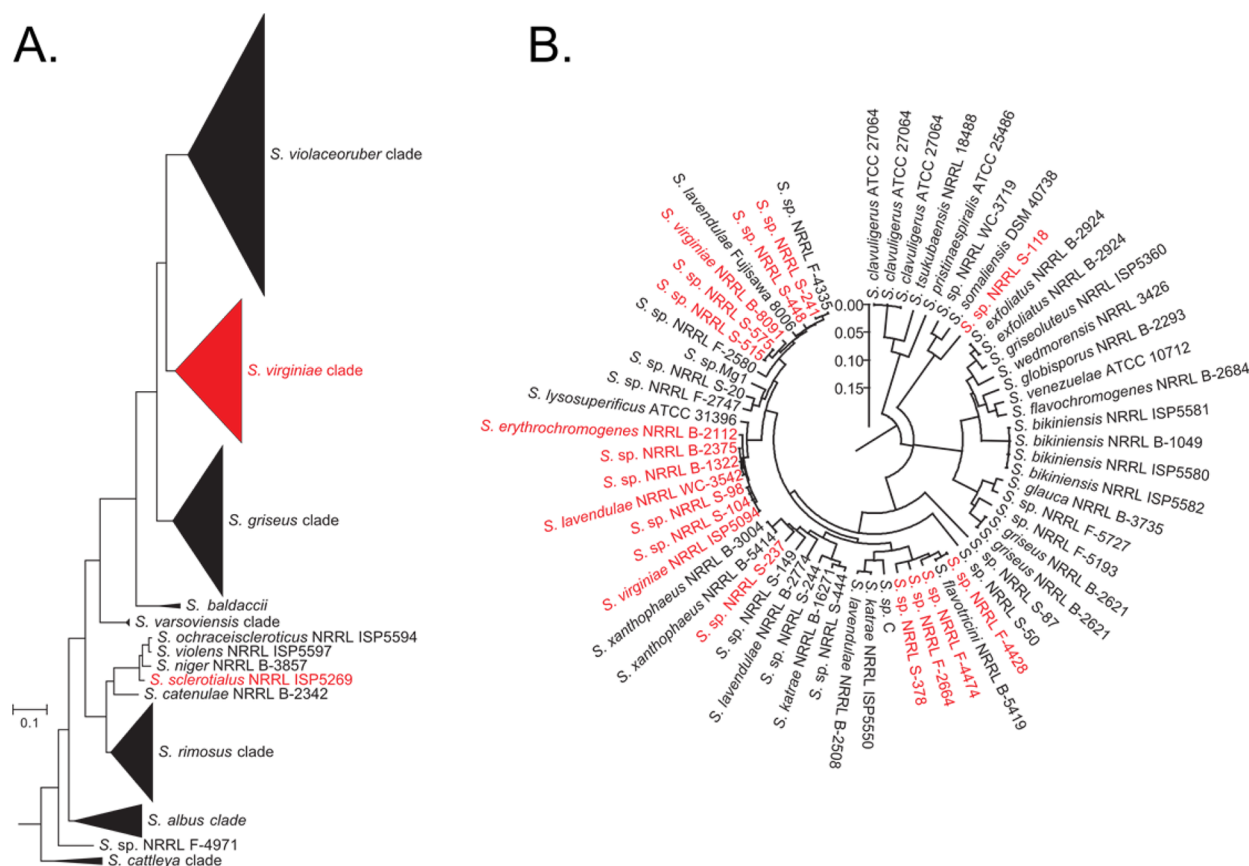 A.
S. violaceoruber clade
S. virginiae clade
S. griseus clade
S. baldaccii
S. varsoviensis clade
S. ochraceiscleroticus NRRL ISP5594
S. violens NRRL ISP5597
S. niger NRRL B-3857
S. sclerotialus NRRL ISP5269
S. catenulae NRRL B-2342
0.1
S. rimosus clade
S. albus clade
S. sp. NRRL F-4971
S. cattleya clade
B.
S. clavuligerus ATCC 27064
S. clavuligerus ATCC 27064
S. clavuligerus ATCC 27064
S. tsukubaensis NRRL 18488
S. pristinaespiralis ATCC 25486
S. sp. NRRL WC-3719
S. somaliensis DSM 40738
S. sp. NRRL S-118
S. exfoliatus NRRL B-2924
S. exfoliatus NRRL B-2924
S. griseoluteus NRRL ISP5360
S. wedmorensis NRRL 3426
S. globisporus NRRL B-2293
S. venezuelae ATCC 10712
S. flavochromogenes NRRL B-2684
S. bikiniensis NRRL ISP5581
S. bikiniensis NRRL B-1049
S. bikiniensis NRRL ISP5580
S. bikiniensis NRRL ISP5582
S. glauca NRRL B-3735
S. sp. NRRL F-5727
S. sp. NRRL F-5193
S. griseus NRRL B-2621
S. griseus NRRL B-2621
S. sp. NRRL S-87
S. sp. NRRL S-50
S. sp. NRRL F-4428
S. flavotricini NRRL B-5419
S. sp. NRRL F-4474
S. sp. NRRL F-2664
S. sp. NRRL S-378
S. sp. C
S. katrae NRRL ISP5550
S. lavendulae NRRL B-2508
S. sp. NRRL S-444
S. katrae NRRL B-16271
S. sp. NRRL S-244
S. lavendulae NRRL B-2774
S. sp. NRRL S-149
S. sp. NRRL S-237
S. xanthophaeus NRRL B-5414
S. xanthophaeus NRRL B-3004
S. virginiae NRRL ISP5094
S. sp. NRRL S-104
S. sp. NRRL S-98
S. lavendulae NRRL WC-3542
S. sp. NRRL B-1322
S. sp. NRRL B-2375
S. erythrochromogenes NRRL B-2112
S. lysosuperificus ATCC 31396
S. sp. NRRL F-2747
S. sp. NRRL S-20
S. sp.Mg1
S. sp. NRRL F-2580
S. sp. NRRL S-515
S. sp. NRRL S-575
S. virginiae NRRL B-8091
S. lavendulae Fujisawa 8006
S. sp. NRRL S-448
S. sp. NRRL S-241
S. sp. NRRL F-4335
0.00
0.05
0.10
0.15